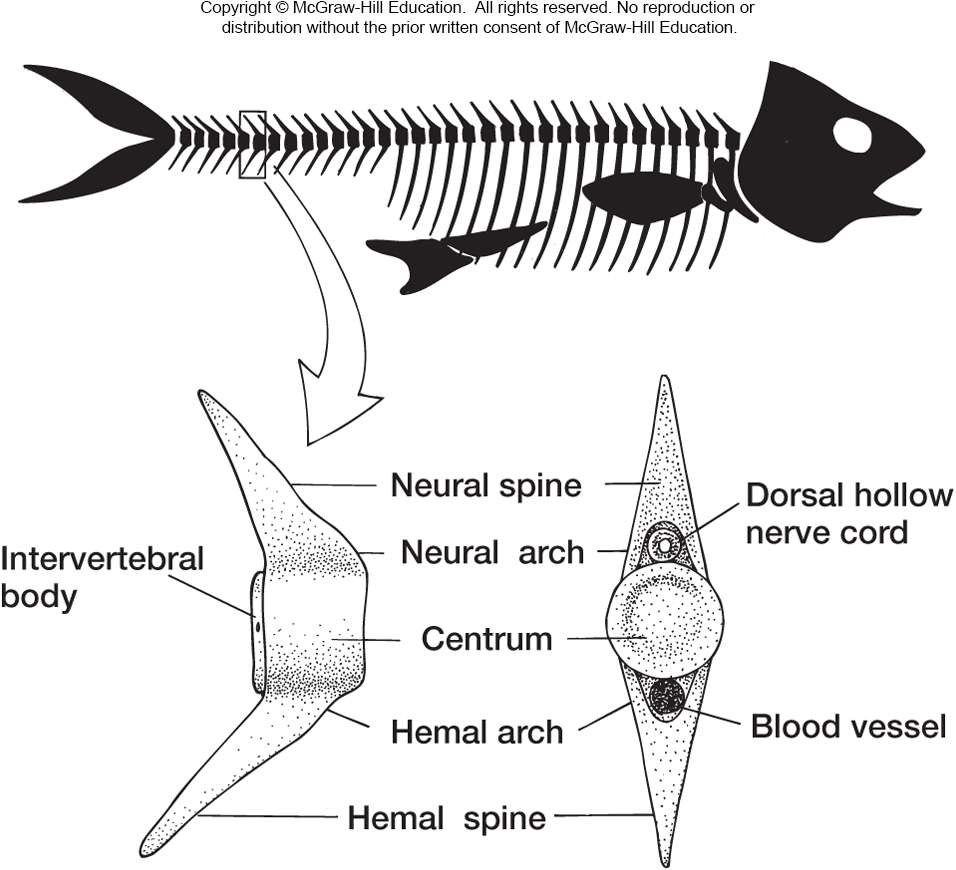 Copyright © McGraw-Hill Education.  All rights reserved. No reproduction or
distribution without the prior written consent of McGraw-Hill Education.
Neural spine
Dorsal hollow
nerve cord
Neural arch
Intervertebral
body
Centrum
Hemal arch
Blood vessel
Hemal spine